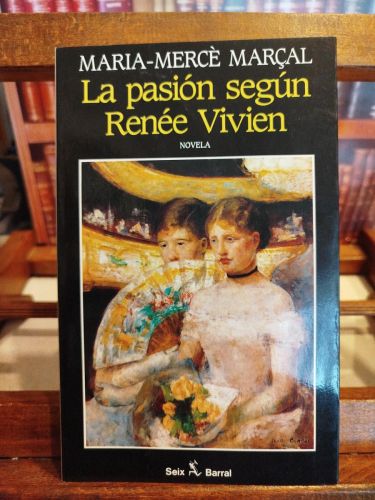 MARIA-MERCÈ MARÇAL
La pasión según
Renée Vivien
NOVELA
Seix Barral